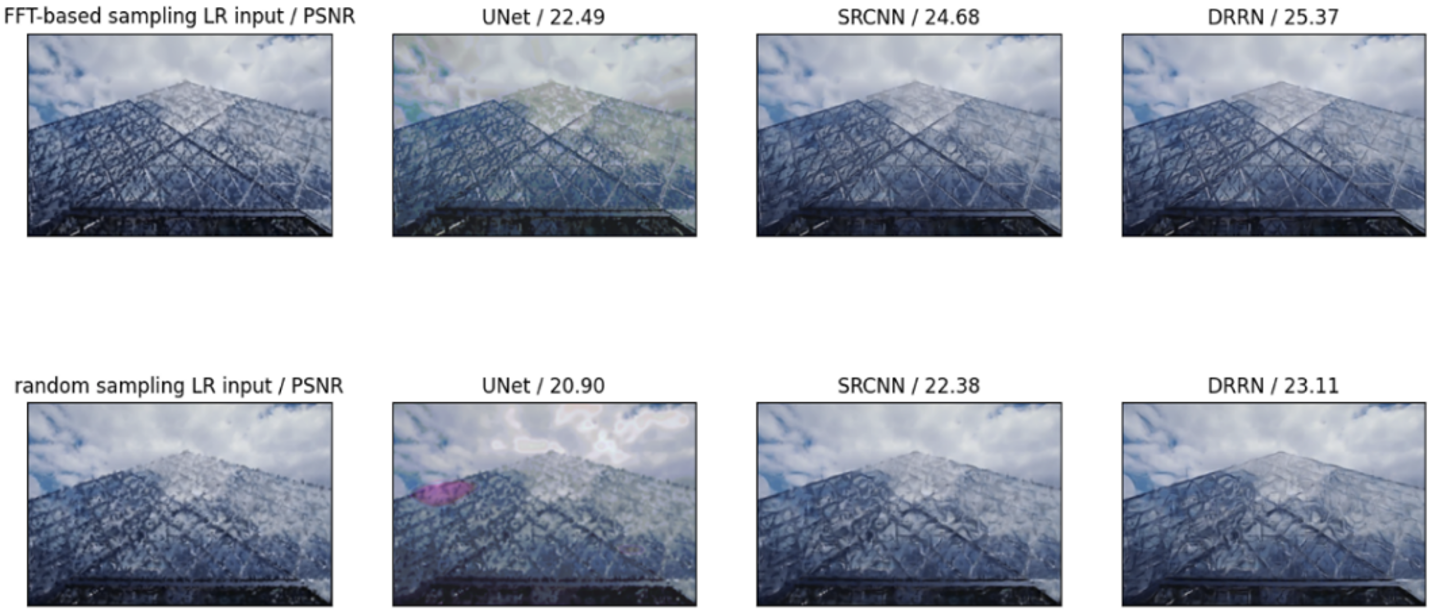 FFT-based sampling LR input / PSNR
UNet / 22.49
SRCNN / 24.68
DRRN / 25.37
random sampling LR input / PSNR
UNet / 20.90
SRCNN / 22.38
DRRN / 23.11